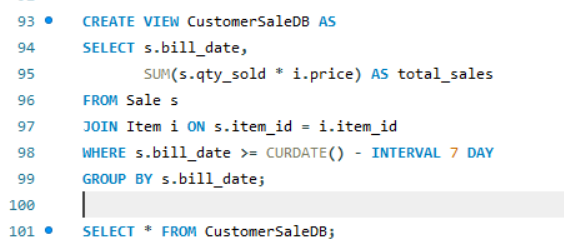 93 CREATE VIEW CustomerSaleDB AS
94 SELECT s.bill_date,
95 SUM(s.qty_sold * i.price) AS total_sales
96 FROM Sale s
97 JOIN Item i ON s.item_id = i.item_id
98 WHERE s.bill_date >= CURDATE() - INTERVAL 7 DAY
99 GROUP BY s.bill_date;
100
101 SELECT * FROM CustomerSaleDB;